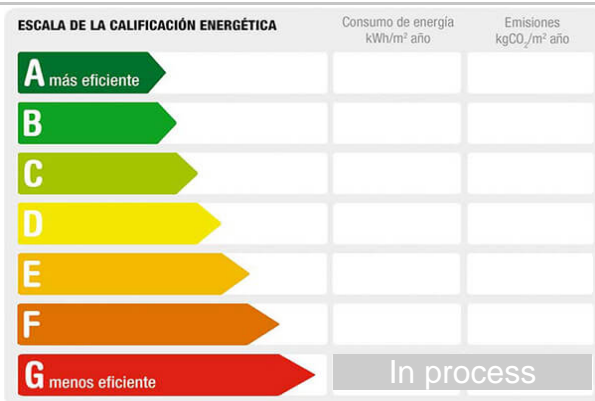 ESCALA DE LA CALIFICACIÓN ENERGÉTICA
Consumo de energía
kWh/m² año
Emisiones
kgCO₂/m² año
A más eficiente
B
C
D
E
F
G menos eficiente
In process